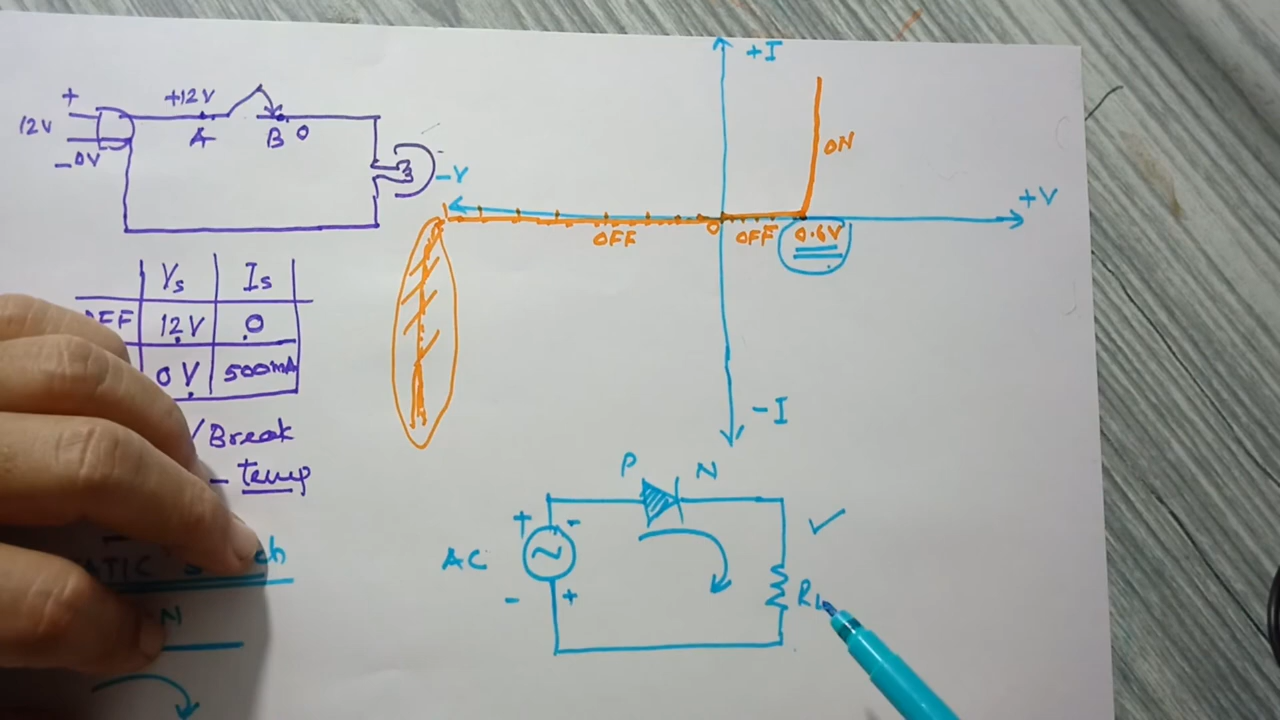 +
12V
+12V
A
B
0
_ 0V
Vs
Is
12V
0
0V
500mA
/Break
- temp
+I
-V
+V
ON
OFF
0
OFF
0.6V
-I
P
N
AC
+
-
-
+
RL
N